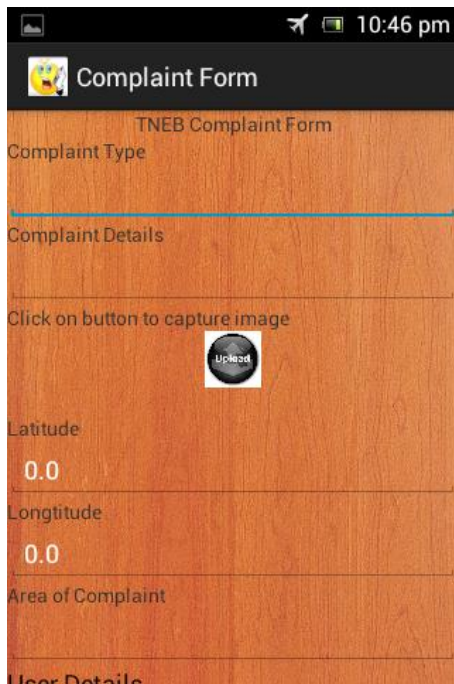 10:46 pm
Complaint Form
TNEB Complaint Form
Complaint Type
Complaint Details
Click on button to capture image
Upload
Latitude
0.0
Longtitude
0.0
Area of Complaint
User Details